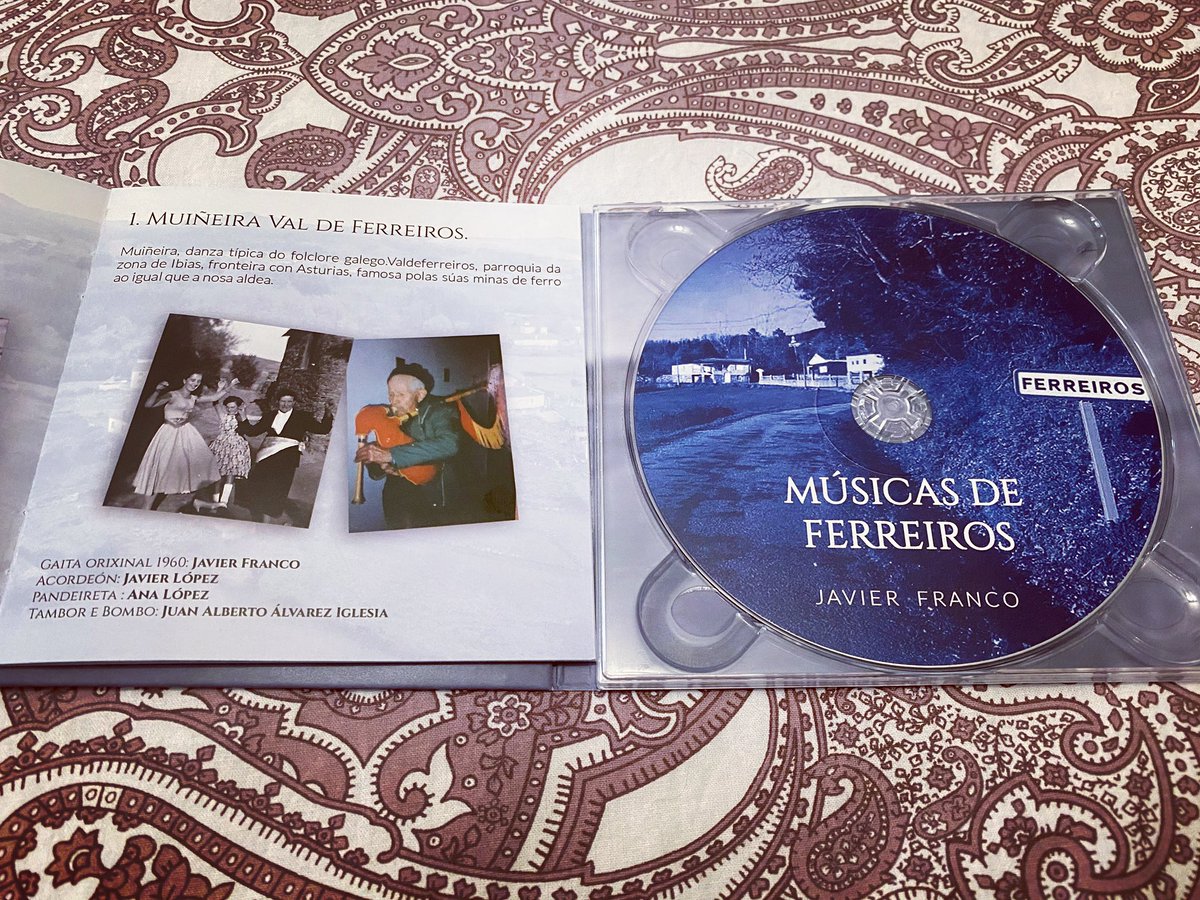 1. MUIÑEIRA VAL DE FERREIROS.
Muiñeira, danza típica do folclore galego.Valdeferreiros, parroquia da
zona de Ibias, fronteira con Asturias, famosa polas súas minas de ferro
ao igual que a nosa aldea.
GAITA ORIXINAL 1960: JAVIER FRANCO
ACORDEÓN: JAVIER LÓPEZ
PANDEIRETA : ANA LÓPEZ
TAMBOR E BOMBO: JUAN ALBERTO ÁLVAREZ IGLESIA
FERREIROS
MÚSICAS DE
FERREIROS
JAVIER FRANCO